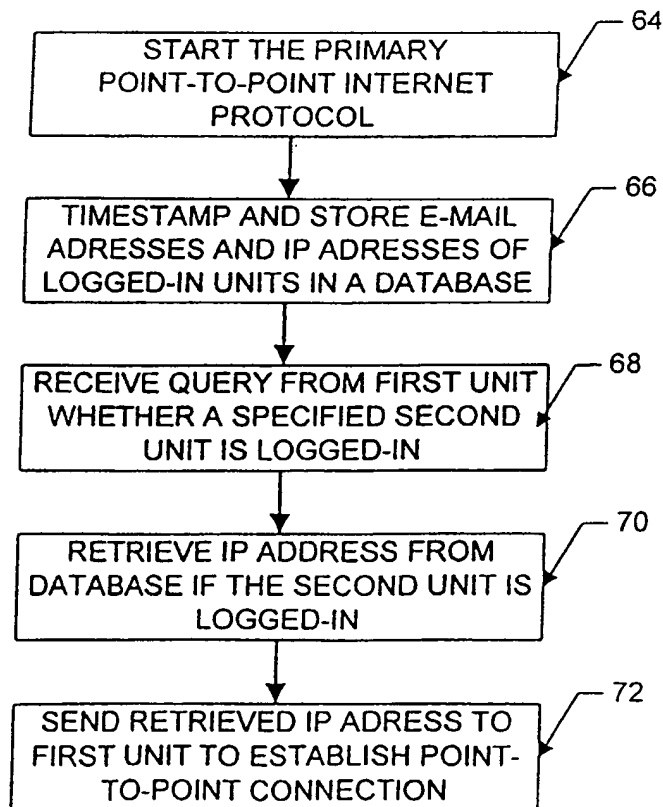 64
START THE PRIMARY
POINT-TO-POINT INTERNET
PROTOCOL
66
TIMESTAMP AND STORE E-MAIL
ADRESSES AND IP ADRESSES OF
LOGGED-IN UNITS IN A DATABASE
68
RECEIVE QUERY FROM FIRST UNIT
WHETHER A SPECIFIED SECOND
UNIT IS LOGGED-IN
70
RETRIEVE IP ADDRESS FROM
DATABASE IF THE SECOND UNIT IS
LOGGED-IN
72
SEND RETRIEVED IP ADRESS TO
FIRST UNIT TO ESTABLISH POINT-
TO-POINT CONNECTION